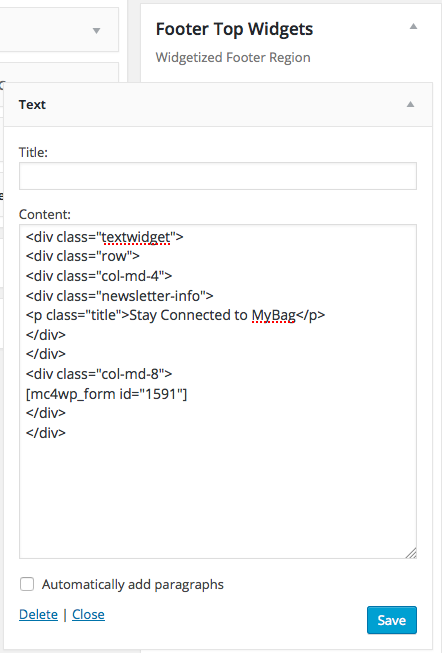 Footer Top Widgets
Widgetized Footer Region
Text
Title:
Content:
<div class="textwidget">
<div class="row">
<div class="col-md-4">
<div class="newsletter-info">
<p class="title">Stay Connected to MyBag</p>
</div>
</div>
<div class="col-md-8">
[mc4wp_form id="1591"]
</div>
</div>
Automatically add paragraphs
Delete | Close
Save